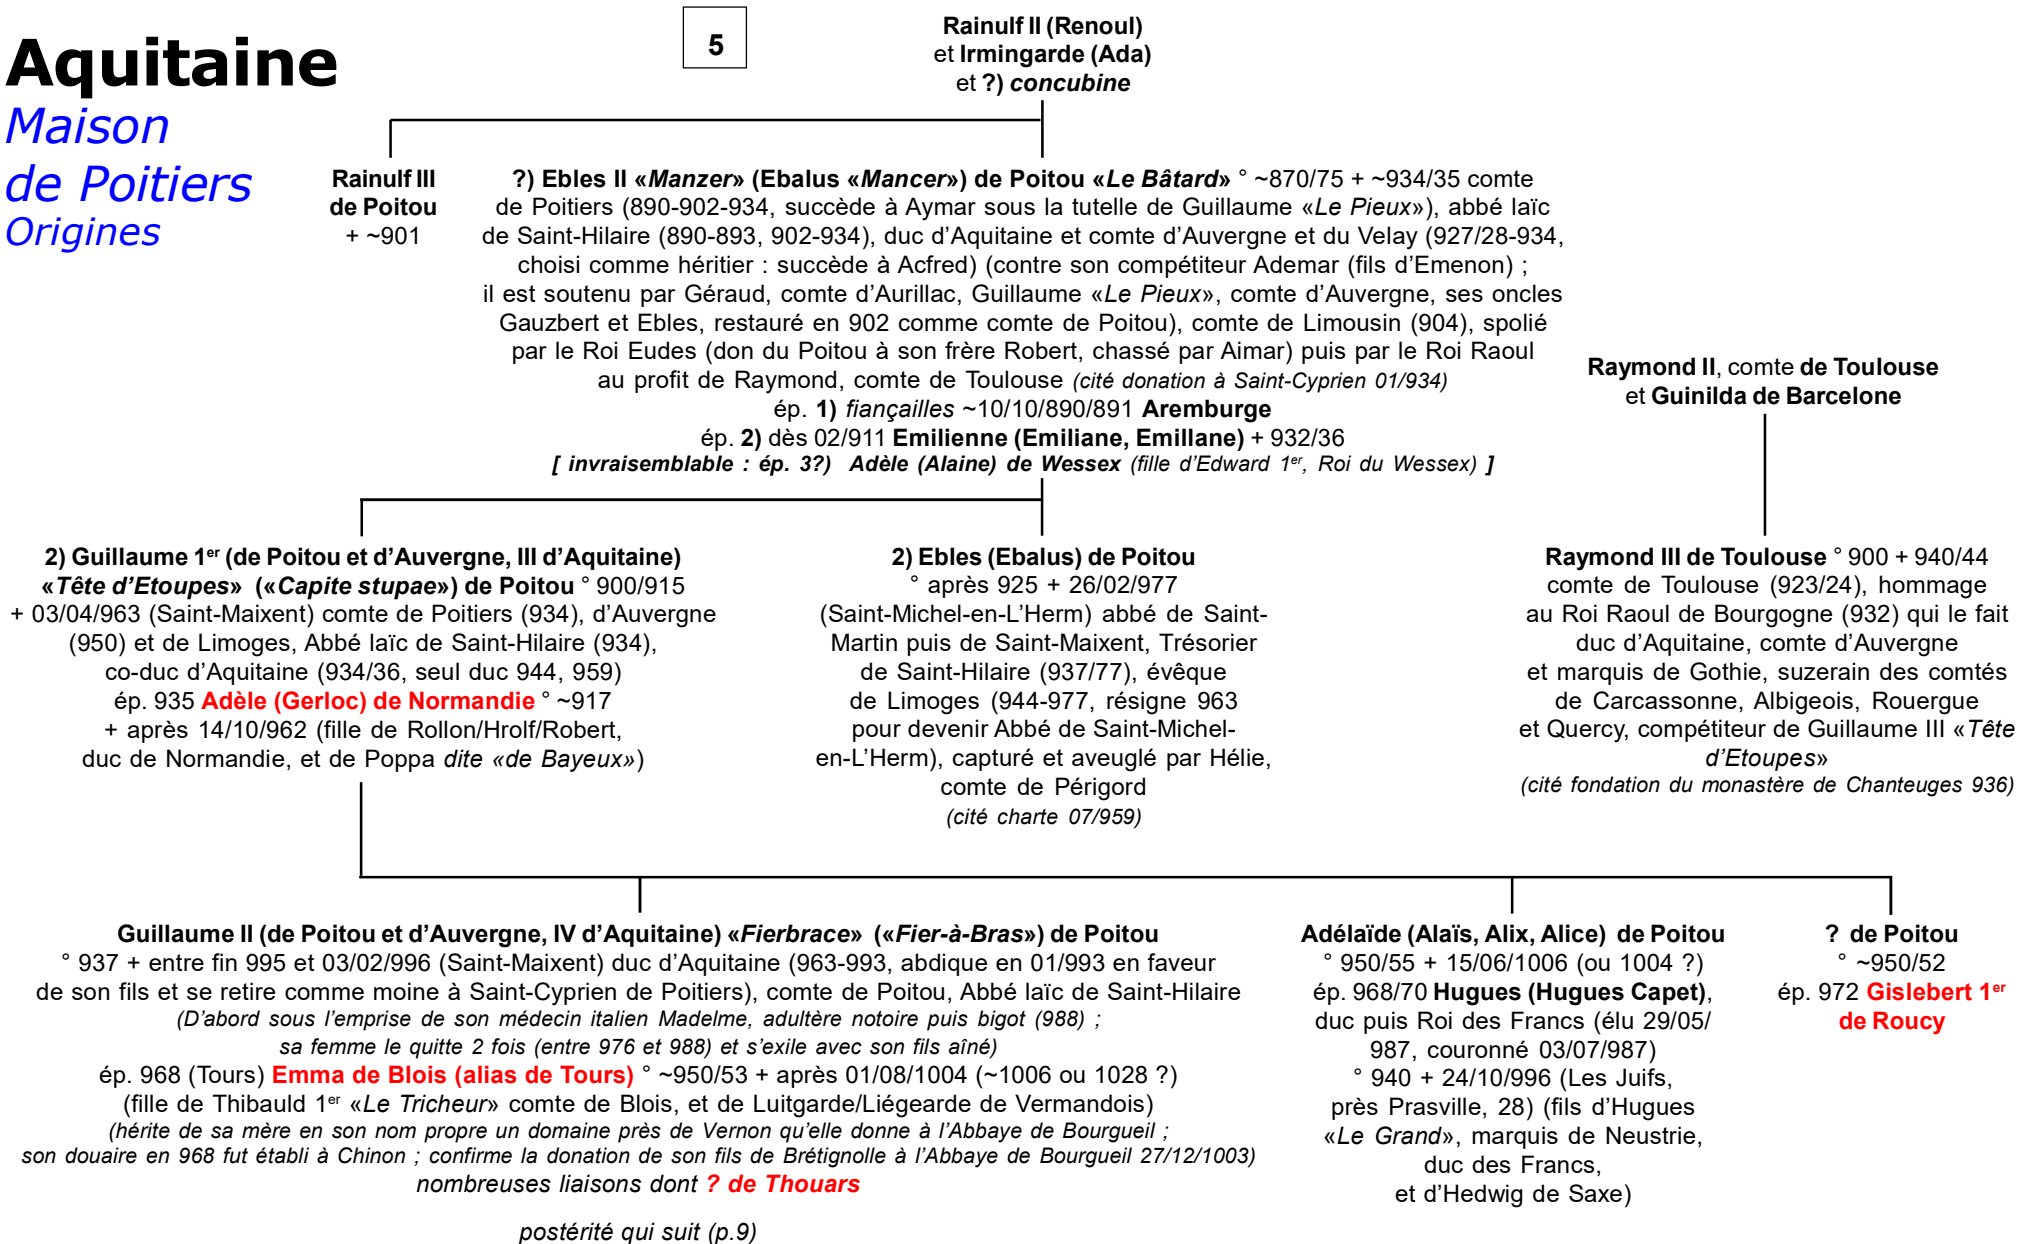 Aquitaine
Maison
de Poitiers
Origines
5
Rainulf II (Renoul)
et Irmingarde (Ada)
et ?) concubine
Rainulf III
de Poitou
+ ~901
?) Ebles II «Manzer» (Ebalus «Mancer») de Poitou «Le Bâtard» ° ~870/75 + ~934/35 comte
de Poitiers (890-902-934, succède à Aymar sous la tutelle de Guillaume «Le Pieux»), abbé laïc
de Saint-Hilaire (890-893, 902-934), duc d’Aquitaine et comte d’Auvergne et du Velay (927/28-934,
choisi comme héritier : succède à Acfred) (contre son compétiteur Ademar (fils d’Emenon) ;
il est soutenu par Géraud, comte d’Aurillac, Guillaume «Le Pieux», comte d’Auvergne, ses oncles
Gauzbert et Ebles, restauré en 902 comme comte de Poitou), comte de Limousin (904), spolié
par le Roi Eudes (don du Poitou à son frère Robert, chassé par Aimar) puis par le Roi Raoul
au profit de Raymond, comte de Toulouse (cité donation à Saint-Cyprien 01/934)
ép. 1) fiançailles ~10/10/890/891 Aremburge
ép. 2) dès 02/911 Emilienne (Emiliane, Emillane) + 932/36
[ invraisemblable : ép. 3?) Adèle (Alaine) de Wessex (fille d’Edward 1er, Roi du Wessex) ]
Raymond II, comte de Toulouse
et Guinilda de Barcelone
2) Guillaume 1er (de Poitou et d’Auvergne, III d’Aquitaine)
«Tête d’Etoupes» («Capite stupae») de Poitou ° 900/915
+ 03/04/963 (Saint-Maixent) comte de Poitiers (934), d’Auvergne
(950) et de Limoges, Abbé laïc de Saint-Hilaire (934),
co-duc d’Aquitaine (934/36, seul duc 944, 959)
ép. 935 Adèle (Gerloc) de Normandie ° ~917
+ après 14/10/962 (fille de Rollon/Hrolf/Robert,
duc de Normandie, et de Poppa dite «de Bayeux»)
2) Ebles (Ebalus) de Poitou
° après 925 + 26/02/977
(Saint-Michel-en-L’Herm) abbé de Saint-
Martin puis de Saint-Maixent, Trésorier
de Saint-Hilaire (937/77), évêque
de Limoges (944-977, résigne 963
pour devenir Abbé de Saint-Michel-
en-L’Herm), capturé et aveuglé par Hélie,
comte de Périgord
(cité charte 07/959)
Raymond III de Toulouse ° 900 + 940/44
comte de Toulouse (923/24), hommage
au Roi Raoul de Bourgogne (932) qui le fait
duc d’Aquitaine, comte d’Auvergne
et marquis de Gothie, suzerain des comtés
de Carcassonne, Albigeois, Rouergue
et Quercy, compétiteur de Guillaume III «Tête
d’Etoupes»
(cité fondation du monastère de Chanteuges 936)
Guillaume II (de Poitou et d’Auvergne, IV d’Aquitaine) «Fierbrace» («Fier-à-Bras») de Poitou
° 937 + entre fin 995 et 03/02/996 (Saint-Maixent) duc d’Aquitaine (963-993, abdique en 01/993 en faveur
de son fils et se retire comme moine à Saint-Cyprien de Poitiers), comte de Poitou, Abbé laïc de Saint-Hilaire
(D’abord sous l’emprise de son médecin italien Madelme, adultère notoire puis bigot (988) ;
sa femme le quitte 2 fois (entre 976 et 988) et s’exile avec son fils aîné)
ép. 968 (Tours) Emma de Blois (alias de Tours) ° ~950/53 + après 01/08/1004 (~1006 ou 1028 ?)
(fille de Thibauld 1er «Le Tricheur» comte de Blois, et de Luitgarde/Liégearde de Vermandois)
(hérite de sa mère en son nom propre un domaine près de Vernon qu’elle donne à l’Abbaye de Bourgueil ;
son douaire en 968 fut établi à Chinon ; confirme la donation de son fils de Brétignolle à l’Abbaye de Bourgueil 27/12/1003)
nombreuses liaisons dont ? de Thouars
postérité qui suit (p.9)
Adélaïde (Alaïs, Alix, Alice) de Poitou
° 950/55 + 15/06/1006 (ou 1004 ?)
ép. 968/70 Hugues (Hugues Capet),
duc puis Roi des Francs (élu 29/05/
987, couronné 03/07/987)
° 940 + 24/10/996 (Les Juifs,
près Prasville, 28) (fils d’Hugues
«Le Grand», marquis de Neustrie,
duc des Francs,
et d’Hedwig de Saxe)
? de Poitou
° ~950/52
ép. 972 Gislebert 1er
de Roucy